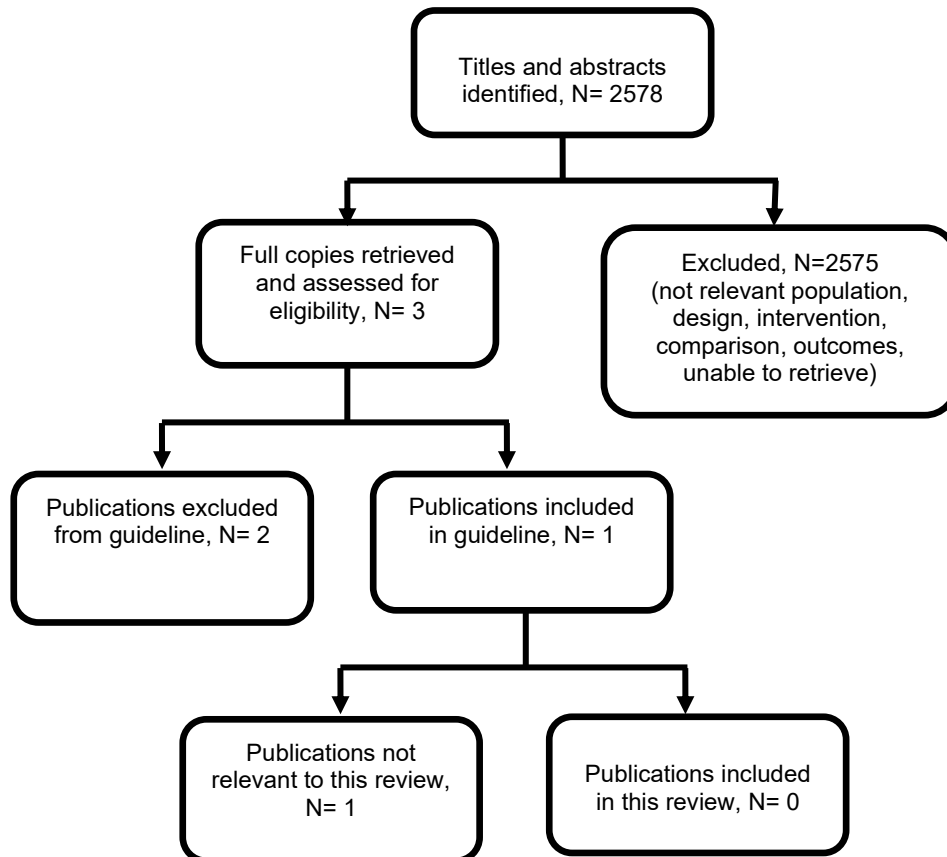 Titles and abstracts
identified, N= 2578
Full copies retrieved
and assessed for
eligibility, N= 3
Excluded, N=2575
(not relevant population,
design, intervention,
comparison, outcomes,
unable to retrieve)
Publications excluded
from guideline, N= 2
Publications included
in guideline, N= 1
Publications not
relevant to this review,
N= 1
Publications included
in this review, N= 0